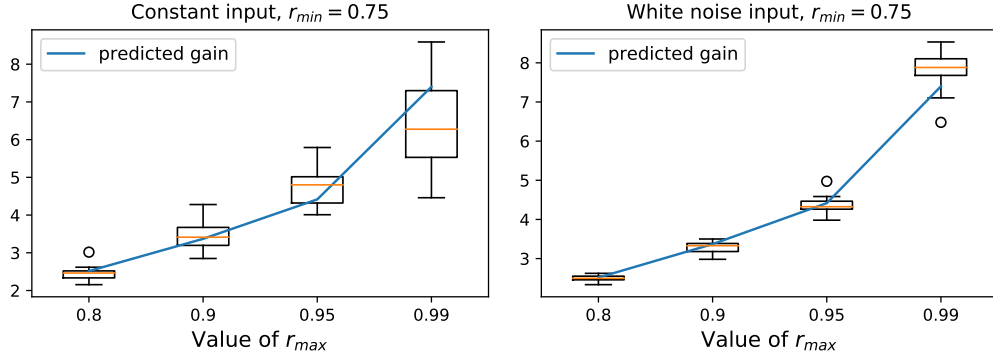 Constant input, r_min = 0.75
predicted gain
8
7
6
5
4
3
2
0.8 0.9 0.95 0.99
Value of r_max
White noise input, r_min = 0.75
predicted gain
8
7
6
5
4
3
0.8 0.9 0.95 0.99
Value of r_max